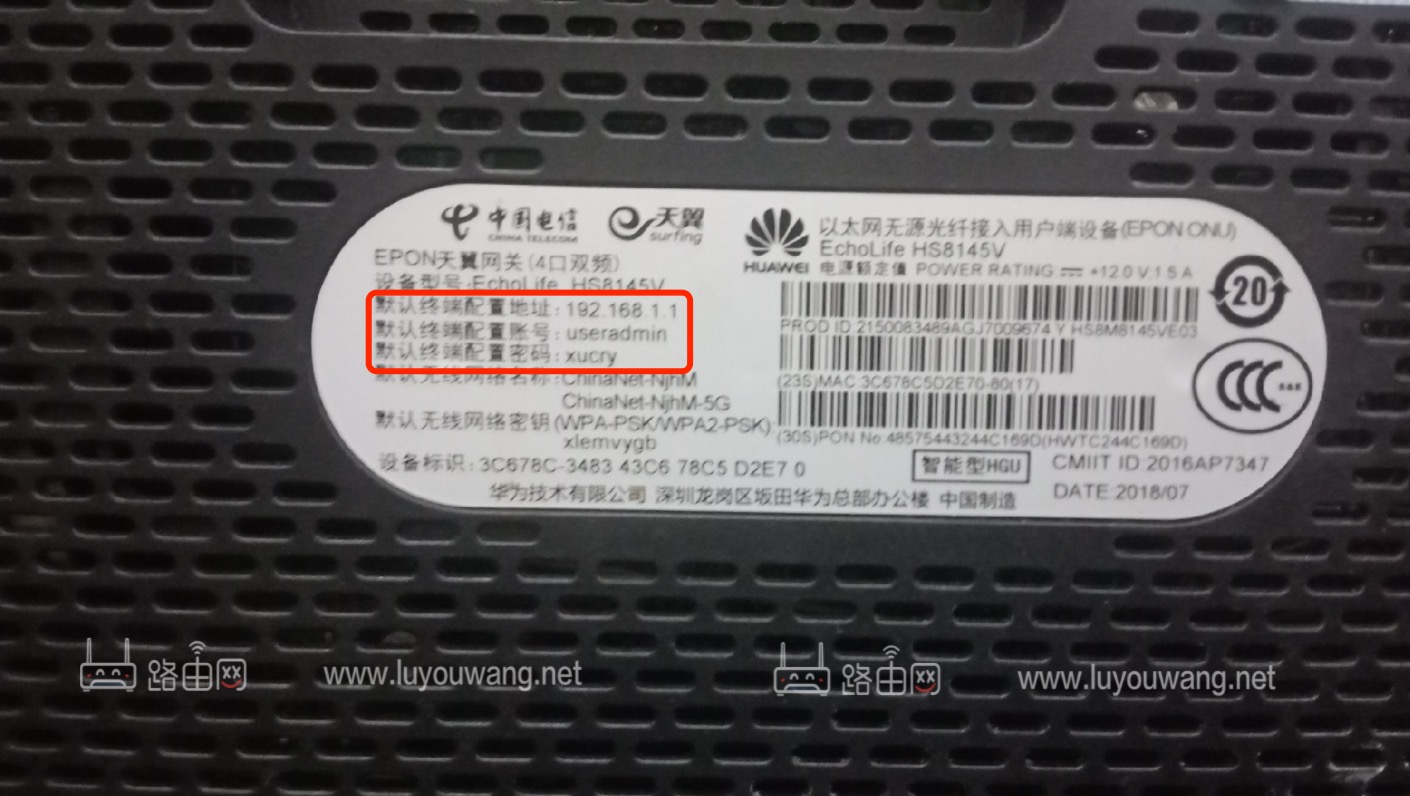 中国电信
CHINA TELECOM
天翼
surfing
EPON天翼网关(4口双频)
设备型号:EchoLife HS8145V
默认终端配置地址:192.168.1.1
默认终端配置账号:useradmin
默认终端配置密码:xucry
默认无线网络名称:ChinaNet-NjhM
ChinaNet-NjhM-5G
默认无线网络密钥(WPA-PSK/WPA2-PSK):
xlemvygb
设备标识:3C678C-3483 43C6 78C5 D2E7 0
HUAWEI
以太网无源光纤接入用户端设备(EPON ONU)
EchoLife HS8145V
电源额定值 POWER RATING: +12.0 V,1.5 A
PROD ID:2150083489AGJ7009674 Y HS8M8145VE03
(23S)MAC 3C678C5D2E70-80(17)
(30S)PON No:48575443244C169D(HWTC244C169D)
智能型HGU
CMIIT ID:2016AP7347
DATE:2018/07
华为技术有限公司 深圳龙岗区坂田华为总部办公楼 中国制造
20
CCC
路由网
www.luyouwang.net
路由网
www.luyouwang.net